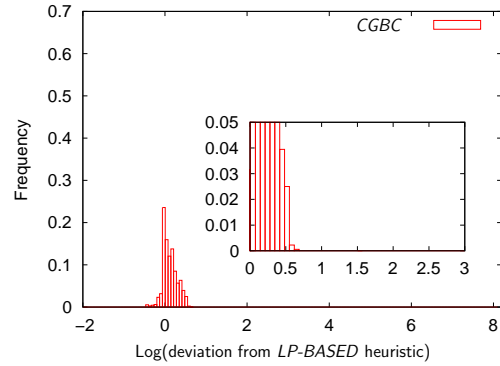 0.7
CGBC
0.6
0.5
0.05
0.04
0.4
0.03
Frequency
0.3
0.02
0.01
0.2
0
0 0.5 1 1.5 2 2.5 3
0.1
0
−2 0 2 4 6 8
Log(deviation from LP-BASED heuristic)